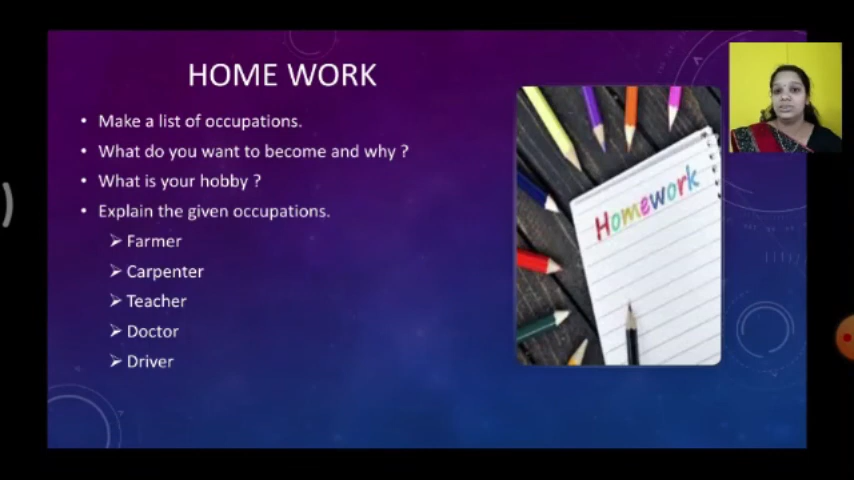 HOME WORK
• Make a list of occupations.
• What do you want to become and why ?
• What is your hobby ?
• Explain the given occupations.
➢ Farmer
➢ Carpenter
➢ Teacher
➢ Doctor
➢ Driver
Homework